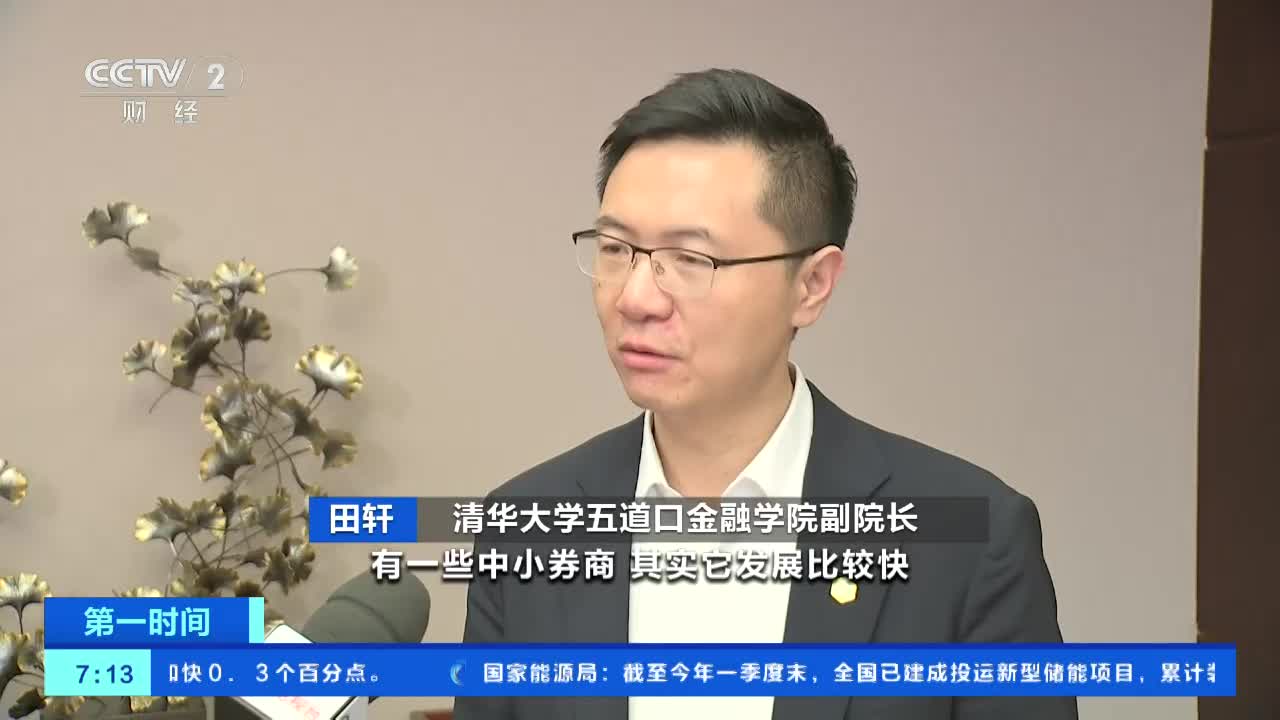 CCTV 2
财 经
田轩 清华大学五道口金融学院副院长
有一些中小券商 其实它发展比较快
第一时间
7:13 快0．3个百分点。 国家能源局：截至今年一季度末，全国已建成投运新型储能项目，累计